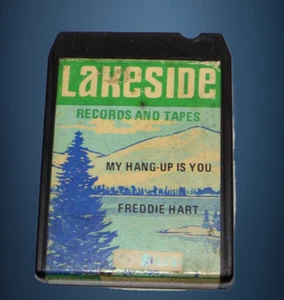 LAKESIDE
RECORDS AND TAPES
MY HANG-UP IS YOU
FREDDIE HART